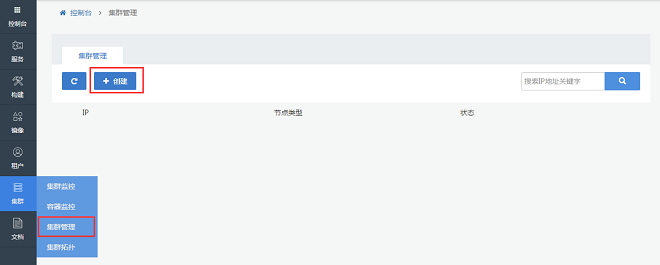 控制台 > 集群管理
控制台
服务
构建
镜像
租户
集群
文档
集群监控
容器监控
集群管理
集群拓扑
集群管理
+ 创建
搜索IP地址关键字
IP 节点类型 状态